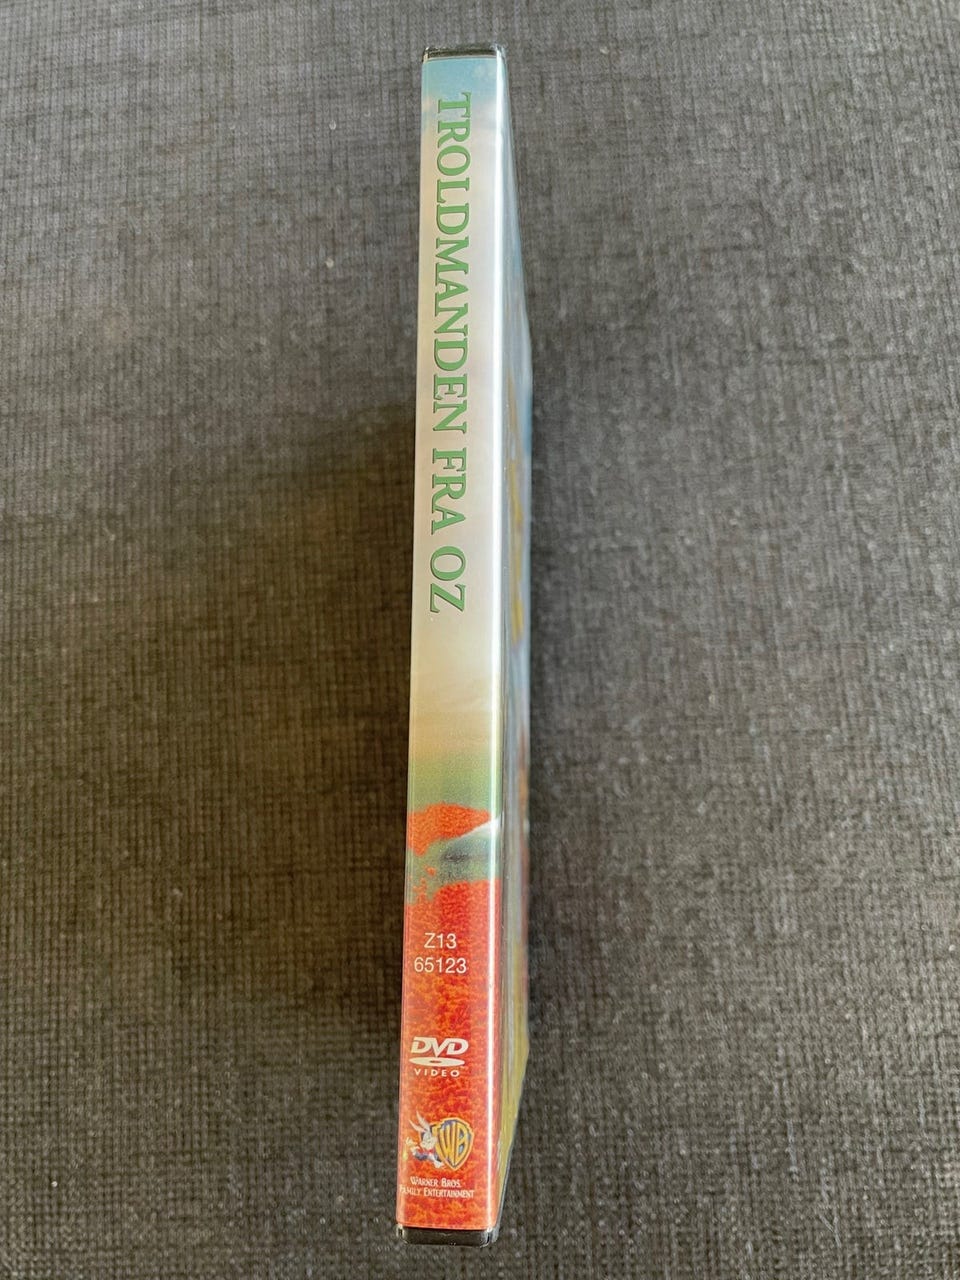 TROLDMANDEN FRA OZ
Z13
65123
DVD
VIDEO
WB
WARNER BROS.
FAMILY ENTERTAINMENT